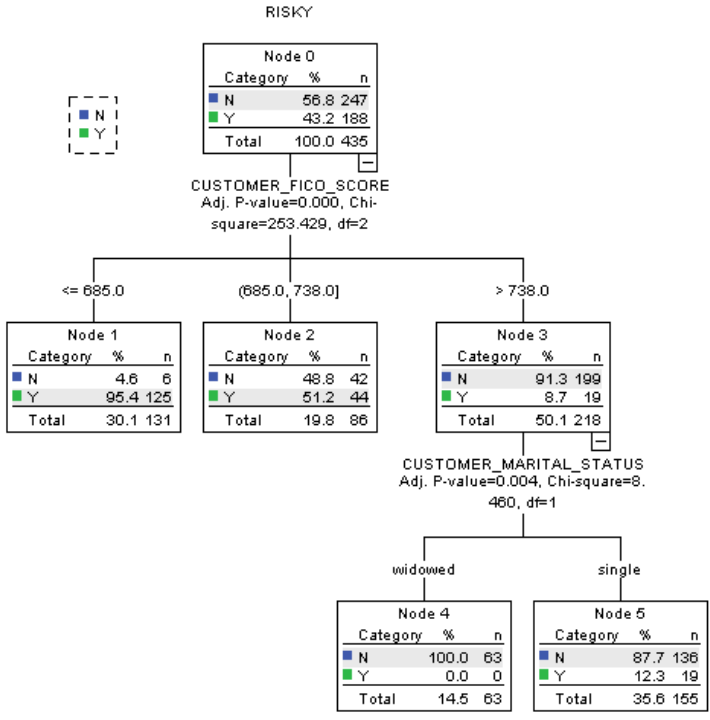 RISKY
N
Y
Node 0
Category % n
N 56.8 247
Y 43.2 188
Total 100.0 435
CUSTOMER_FICO_SCORE
Adj. P-value=0.000, Chi-
square=253.429, df=2
<= 685.0
(685.0, 738.0]
> 738.0
Node 1
Category % n
N 4.6 6
Y 95.4 125
Total 30.1 131
Node 2
Category % n
N 48.8 42
Y 51.2 44
Total 19.8 86
Node 3
Category % n
N 91.3 199
Y 8.7 19
Total 50.1 218
CUSTOMER_MARITAL_STATUS
Adj. P-value=0.004, Chi-square=8.
460, df=1
widowed
single
Node 4
Category % n
N 100.0 63
Y 0.0 0
Total 14.5 63
Node 5
Category % n
N 87.7 136
Y 12.3 19
Total 35.6 155